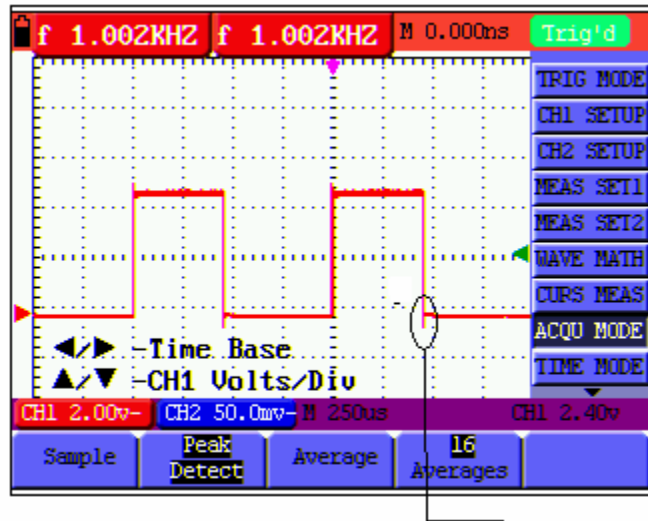 f 1.002KHZ f 1.002KHZ M 0.000ns Trig'd
TRIG MODE
CH1 SETUP
CH2 SETUP
MEAS SET1
MEAS SET2
WAVE MATH
CURS MEAS
ACQU MODE
TIME MODE
◀/▶ -Time Base
▲/▼ -CH1 Volts/Div
CH1 2.00v- CH2 50.0mv- M 250us CH1 2.40v
Sample Peak Detect Average 16 Averages